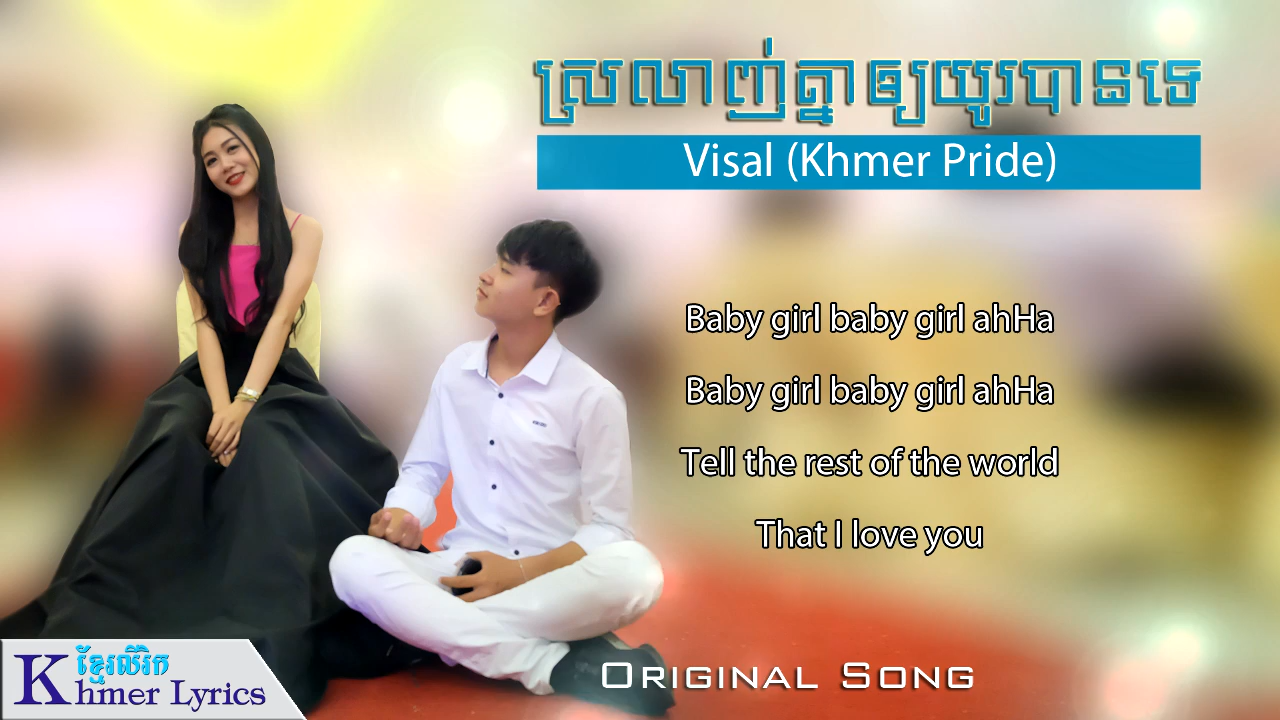 ស្រលាញ់គ្នាឲ្យយូរបានទេ
Visal (Khmer Pride)
Baby girl baby girl ahHa
Baby girl baby girl ahHa
Tell the rest of the world
That I love you
Original Song
ខ្មែរលីរិក
Khmer Lyrics